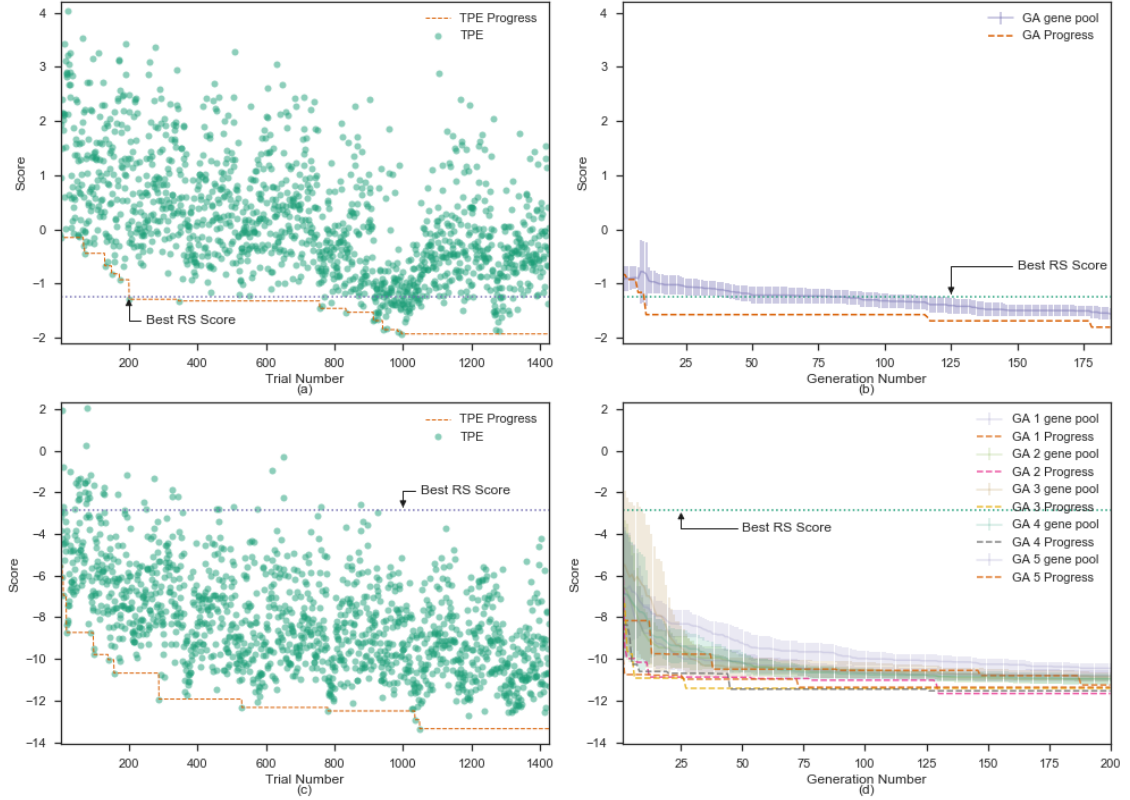 TPE Progress
TPE
Best RS Score
Score
4
3
2
1
0
−1
−2
200 400 600 800 1000 1200 1400
Trial Number
(a)
GA gene pool
GA Progress
Best RS Score
Score
4
3
2
1
0
−1
−2
25 50 75 100 125 150 175
Generation Number
(b)
TPE Progress
TPE
Best RS Score
Score
2
0
−2
−4
−6
−8
−10
−12
−14
200 400 600 800 1000 1200 1400
Trial Number
(c)
GA 1 gene pool
GA 1 Progress
GA 2 gene pool
GA 2 Progress
GA 3 gene pool
GA 3 Progress
GA 4 gene pool
GA 4 Progress
GA 5 gene pool
GA 5 Progress
Best RS Score
Score
2
0
−2
−4
−6
−8
−10
−12
−14
25 50 75 100 125 150 175 200
Generation Number
(d)